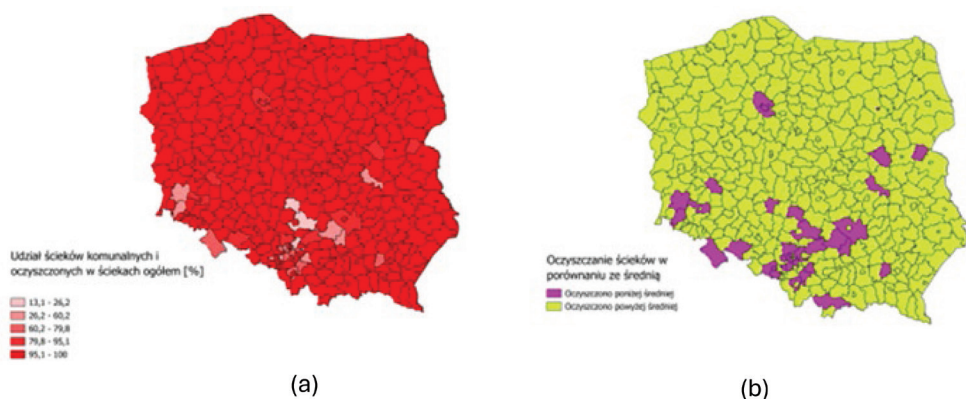 Udział ścieków komunalnych i
oczyszczonych w ściekach ogółem [%]
13,1 - 26,2
26,2 - 60,2
60,2 - 79,8
79,8 - 95,1
95,1 - 100
(a)
Oczyszczanie ścieków w
porównaniu ze średnią
Oczyszczono poniżej średniej
Oczyszczono powyżej średniej
(b)